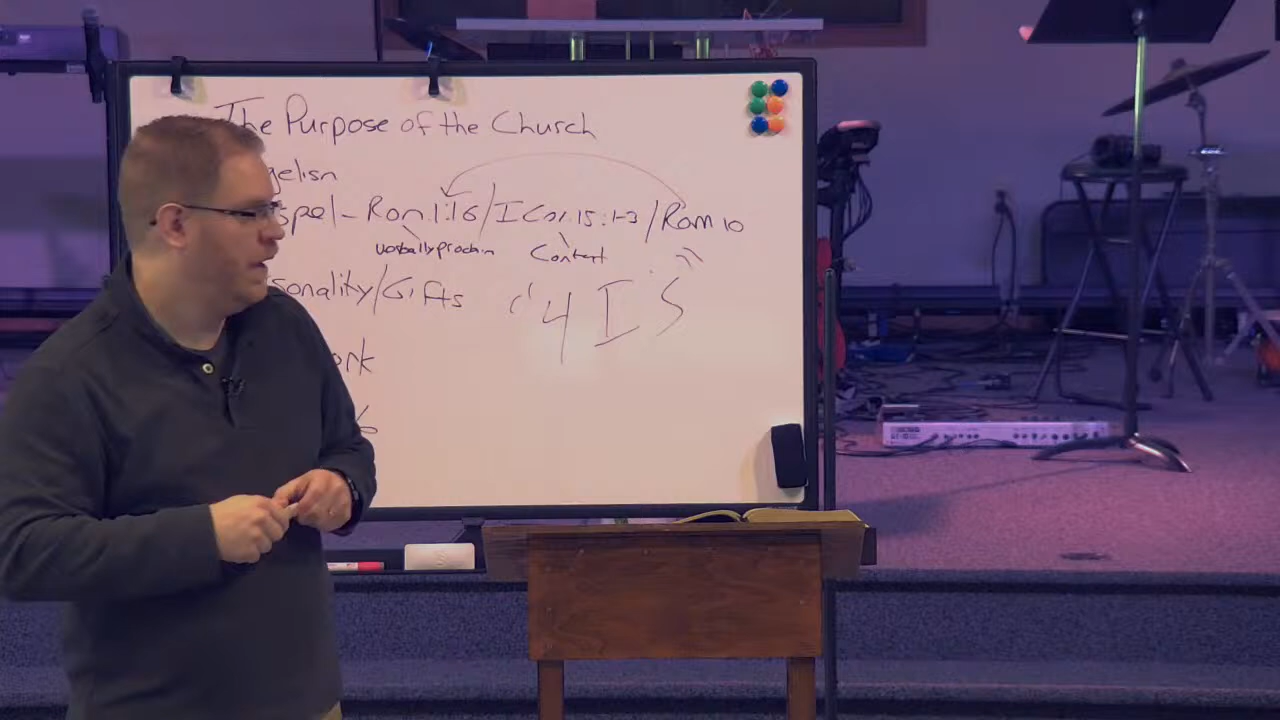 The Purpose of the Church
gelism
spel - Rom. 1:16/I Cor. 15:1-3/Rom 10
verbally proclaim Content
sonality/Gifts "4 I's"
ork